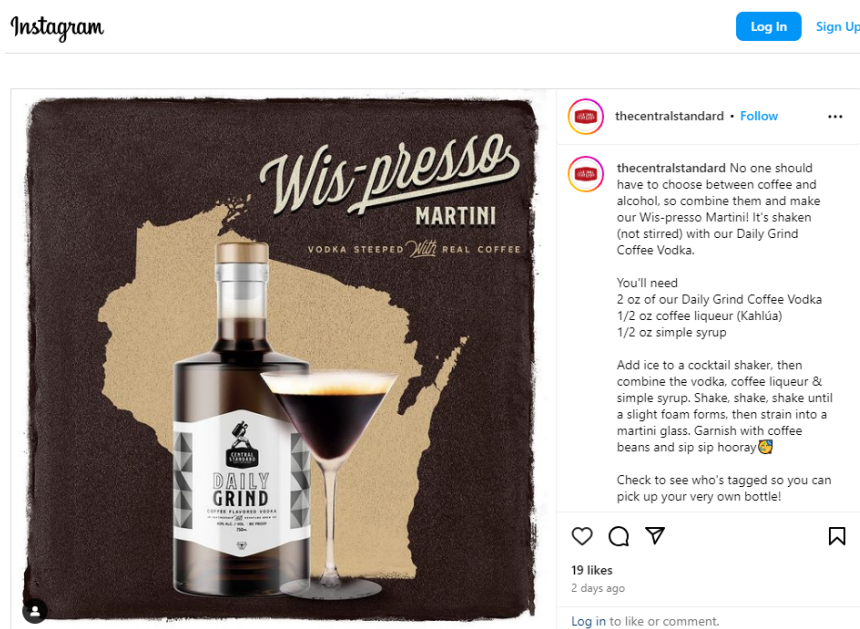 Instagram
Log In
Sign Up
Wis-presso
MARTINI
VODKA STEEPED With REAL COFFEE
CENTRAL
STANDARD
DAILY
GRIND
COFFEE FLAVORED VODKA
40% ALC. / VOL. · 80 PROOF
750ML
thecentralstandard • Follow
thecentralstandard No one should
have to choose between coffee and
alcohol, so combine them and make
our Wis-presso Martini! It's shaken
(not stirred) with our Daily Grind
Coffee Vodka.
You'll need
2 oz of our Daily Grind Coffee Vodka
1/2 oz coffee liqueur (Kahlúa)
1/2 oz simple syrup
Add ice to a cocktail shaker, then
combine the vodka, coffee liqueur &
simple syrup. Shake, shake, shake until
a slight foam forms, then strain into a
martini glass. Garnish with coffee
beans and sip sip hooray🥳
Check to see who's tagged so you can
pick up your very own bottle!
19 likes
2 days ago
Log in to like or comment.